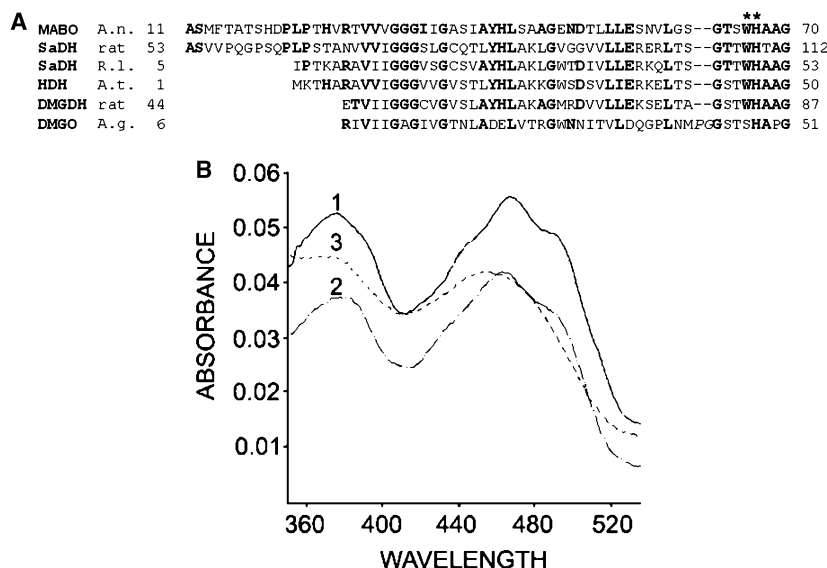 A
MABO A.n. 11 ASMFTATSHDPLPTHVRTVVVGGGIIGASIAYHLSAAGENDTLLLESNVLGS--GTSWHAAG 70
SaDH rat 53 ASVVPQGPSQPLPSTANVVVIGGGSLGCQTLYHLAKLGVGGAVLLERERLTS--GTTWHTAG 112
SaDH R.l. 5 IPTKARAVIIGGGVSGCSVAYHLAKLGWTDIVLLERKQLTS--GTTWHAAG 53
HDH A.t. 1 MKTHARAVVIGGGVVGVSTLYHLAKKGWSDSVLIERKELTS--GSTWHAAG 50
DMGDH rat 44 ETVIIGGGCVGVSLAYHLAKAGMRDVVLLEKSELTA--GSTWHAAG 87
DMGO A.g. 6 RIVIIGAGIVGTNLADELVTRGWNNITVLDQGPLNMPGGSTSHAPG 51
**
B
0.06
0.05
0.04
0.03
0.02
0.01
1
3
2
ABSORBANCE
360 400 440 480 520
WAVELENGTH